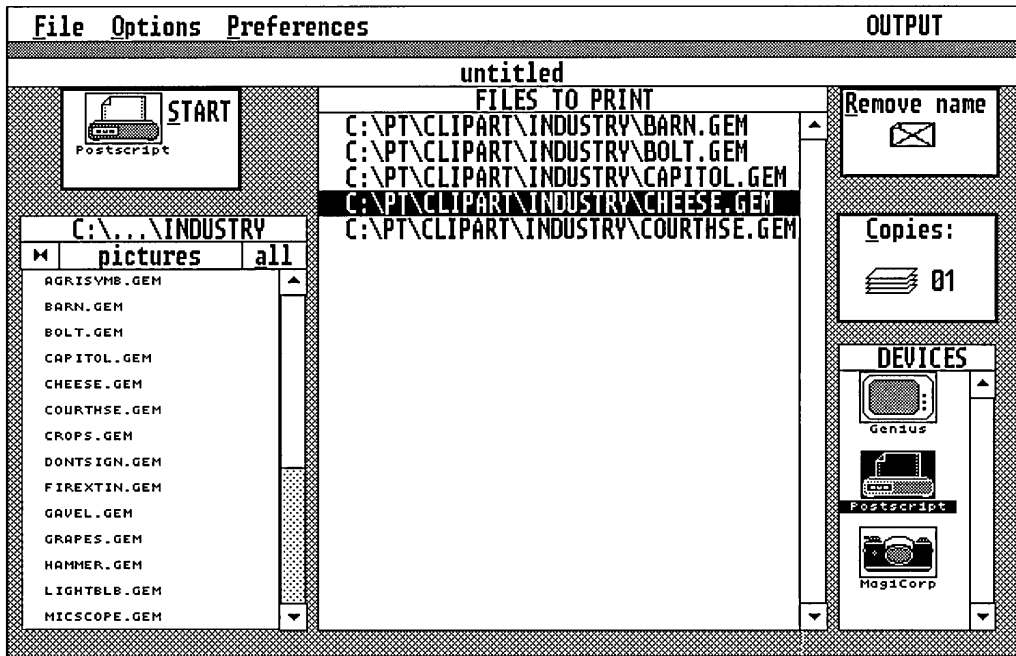 File Options Preferences OUTPUT
untitled
START
Postscript
C:\...\INDUSTRY
pictures all
AGRISYMB.GEM
BARN.GEM
BOLT.GEM
CAPITOL.GEM
CHEESE.GEM
COURTHSE.GEM
CROPS.GEM
DONTSIGN.GEM
FIREXTIN.GEM
GAVEL.GEM
GRAPES.GEM
HAMMER.GEM
LIGHTBLB.GEM
MICSCOPE.GEM
FILES TO PRINT
C:\PT\CLIPART\INDUSTRY\BARN.GEM
C:\PT\CLIPART\INDUSTRY\BOLT.GEM
C:\PT\CLIPART\INDUSTRY\CAPITOL.GEM
C:\PT\CLIPART\INDUSTRY\CHEESE.GEM
C:\PT\CLIPART\INDUSTRY\COURTHSE.GEM
Remove name
Copies:
01
DEVICES
Genius
Postscript
MagiCorp